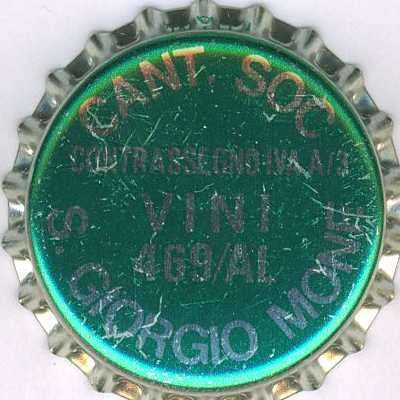 CANT. SOC
CONTRASSEGNO IVA A/3
VINI
469/AL
S. GIORGIO MONF.